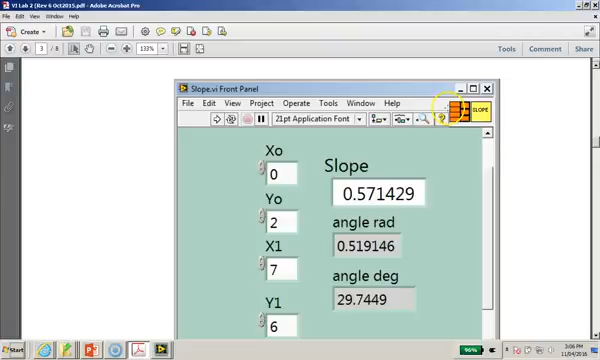 VI Lab 2 (Rev 6 Oct2015.pdf - Adobe Acrobat Pro
File Edit View Window Help
Create
3 / 8 133%
Tools Comment Share
Slope.vi Front Panel
File Edit View Project Operate Tools Window Help
21pt Application Font
SLOPE
Xo
0
Slope
0.571429
Yo
2
angle rad
0.519146
X1
7
angle deg
29.7449
Y1
6
Start
96%
3:06 PM
11/04/2016